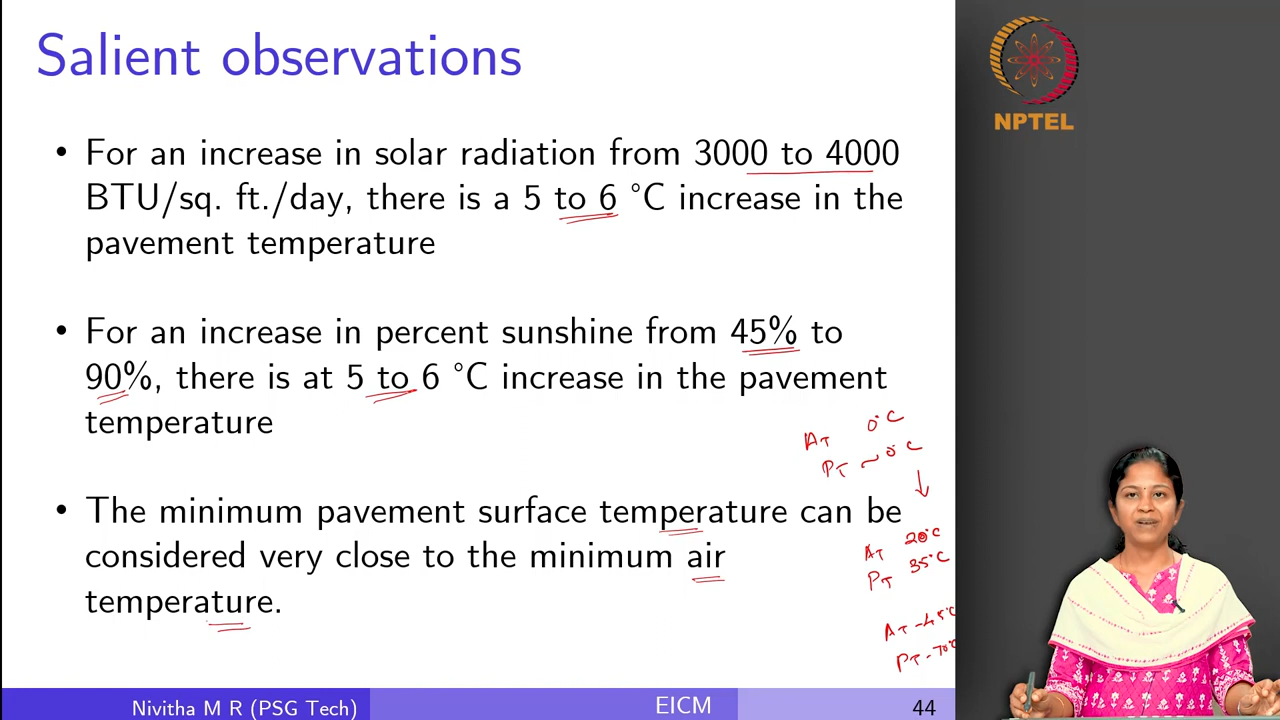 Salient observations
NPTEL
• For an increase in solar radiation from 3000 to 4000
BTU/sq. ft./day, there is a 5 to 6 °C increase in the
pavement temperature
• For an increase in percent sunshine from 45% to
90%, there is at 5 to 6 °C increase in the pavement
temperature
AT 0°C
PT ~0°C
• The minimum pavement surface temperature can be
considered very close to the minimum air
temperature.
AT 20°C
PT 35°C
AT - 45°C
PT - 70°C
Nivitha M R (PSG Tech)
EICM
44